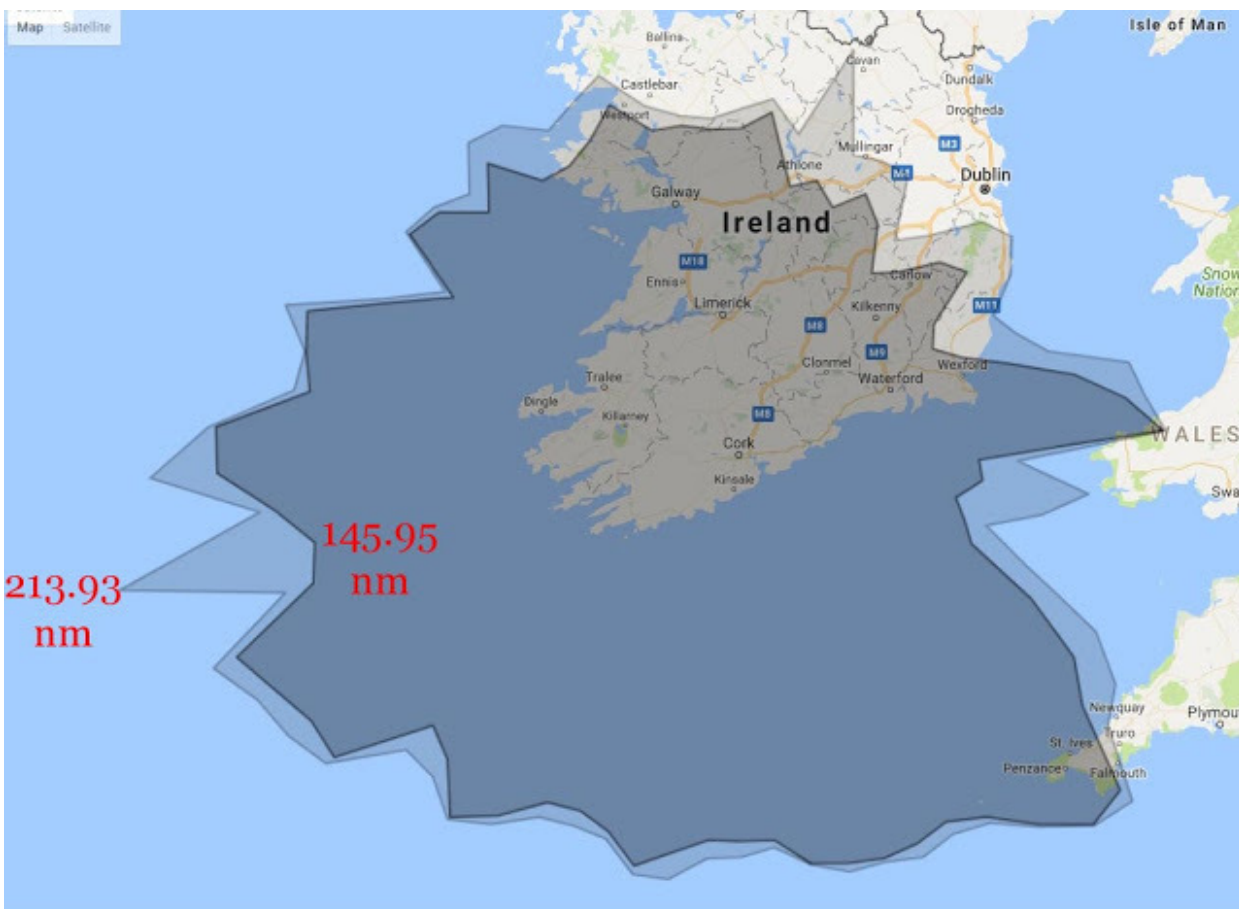 Map Satellite
Isle of Man
Ballina
Cavan
Dundalk
Castlebar
Drogheda
Westport
M3
Mullingar
Athlone
M4
Dublin
Galway
Ireland
M18
Ennis
Carlow
Snow
Nation
Limerick
Kilkenny
M11
M8
Clonmel
M9
Wexford
Tralee
Waterford
Dingle
Killarney
M8
Cork
WALES
Kinsale
Swa
145.95
nm
213.93
nm
Newquay
Plymou
Truro
St. Ives
Penzance
Falmouth